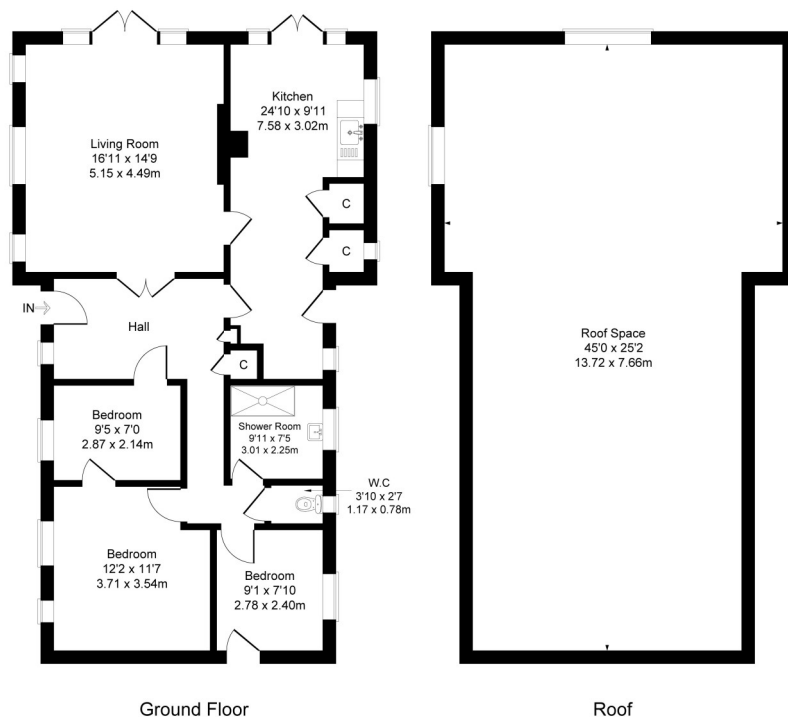 Kitchen
24'10 x 9'11
7.58 x 3.02m
Living Room
16'11 x 14'9
5.15 x 4.49m
C
C
IN
Hall
C
Roof Space
45'0 x 25'2
13.72 x 7.66m
Bedroom
9'5 x 7'0
2.87 x 2.14m
Shower Room
9'11 x 7'5
3.01 x 2.25m
W.C
3'10 x 2'7
1.17 x 0.78m
Bedroom
12'2 x 11'7
3.71 x 3.54m
Bedroom
9'1 x 7'10
2.78 x 2.40m
Ground Floor
Roof